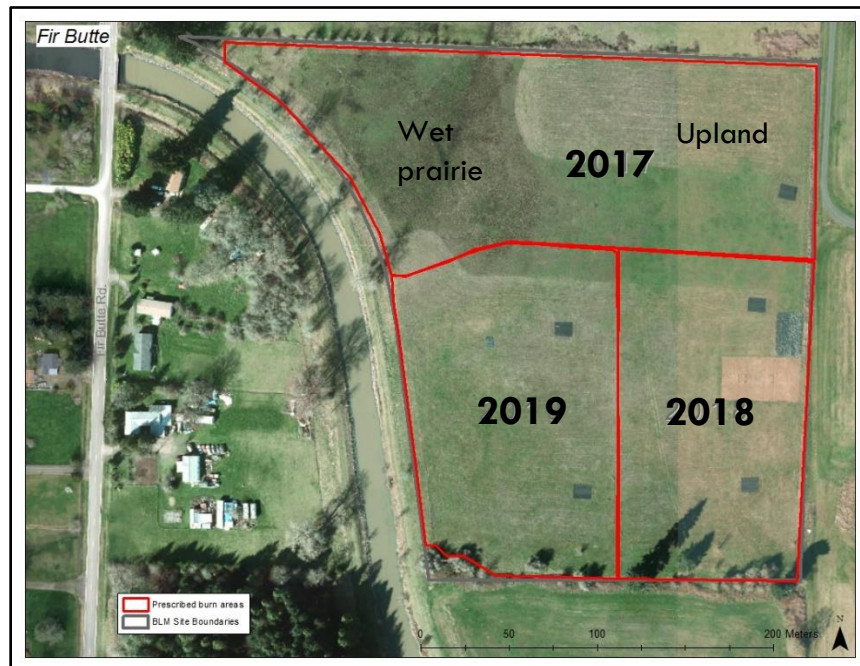 Fir Butte
Wet
prairie
Upland
2017
Fir Butte Rd.
2019
2018
Prescribed burn areas
BLM Site Boundaries
0 50 100 200 Meters
N